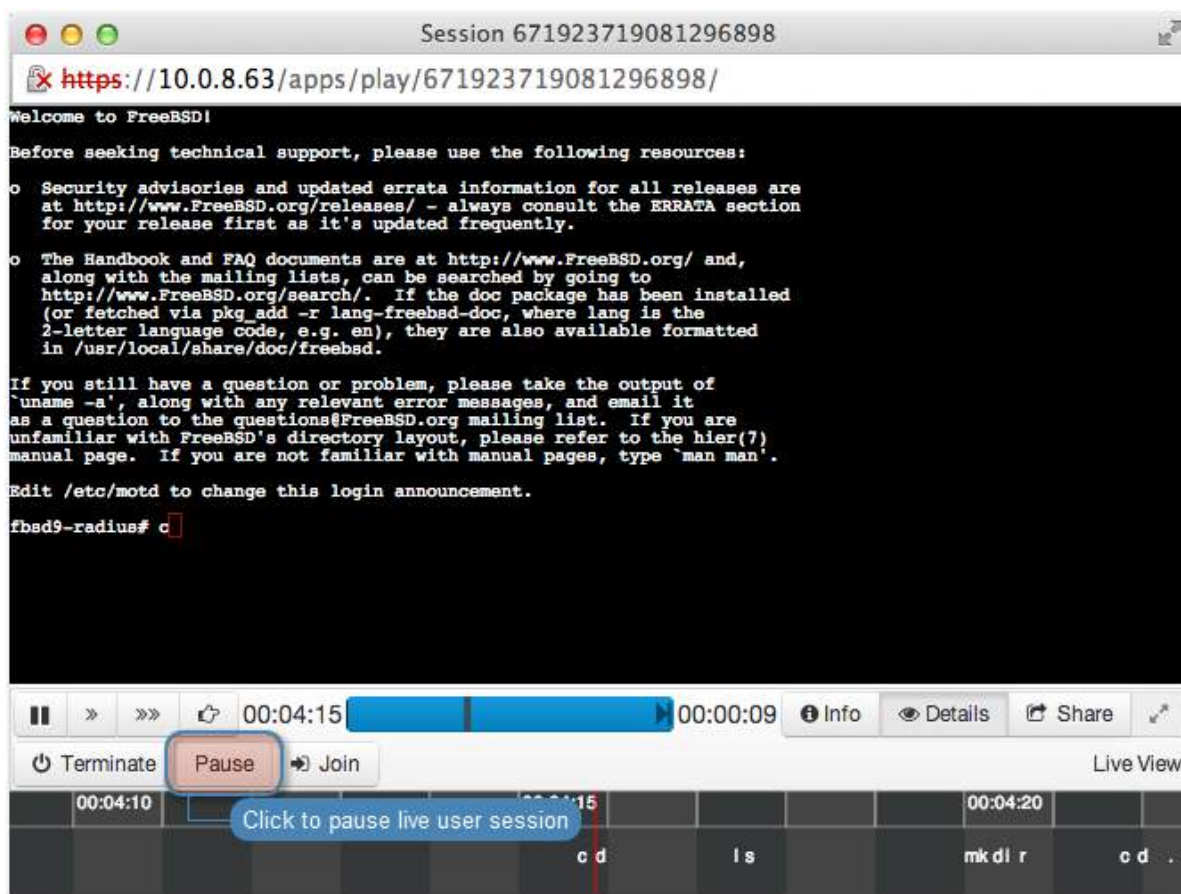 Session 671923719081296898
https://10.0.8.63/apps/play/671923719081296898/
Welcome to FreeBSD!
Before seeking technical support, please use the following resources:
o Security advisories and updated errata information for all releases are
at http://www.FreeBSD.org/releases/ - always consult the ERRATA section
for your release first as it's updated frequently.
o The Handbook and FAQ documents are at http://www.FreeBSD.org/ and,
along with the mailing lists, can be searched by going to
http://www.FreeBSD.org/search/. If the doc package has been installed
(or fetched via pkg_add -r lang-freebsd-doc, where lang is the
2-letter language code, e.g. en), they are also available formatted
in /usr/local/share/doc/freebsd.
If you still have a question or problem, please take the output of
`uname -a', along with any relevant error messages, and email it
as a question to the questions@FreeBSD.org mailing list. If you are
unfamiliar with FreeBSD's directory layout, please refer to the hier(7)
manual page. If you are not familiar with manual pages, type `man man'.
Edit /etc/motd to change this login announcement.
fbsd9-radius# c
00:04:15 00:00:09 Info Details Share
Terminate Pause Join Live View
00:04:10 15 00:04:20
Click to pause live user session
cd ls mkdir cd .